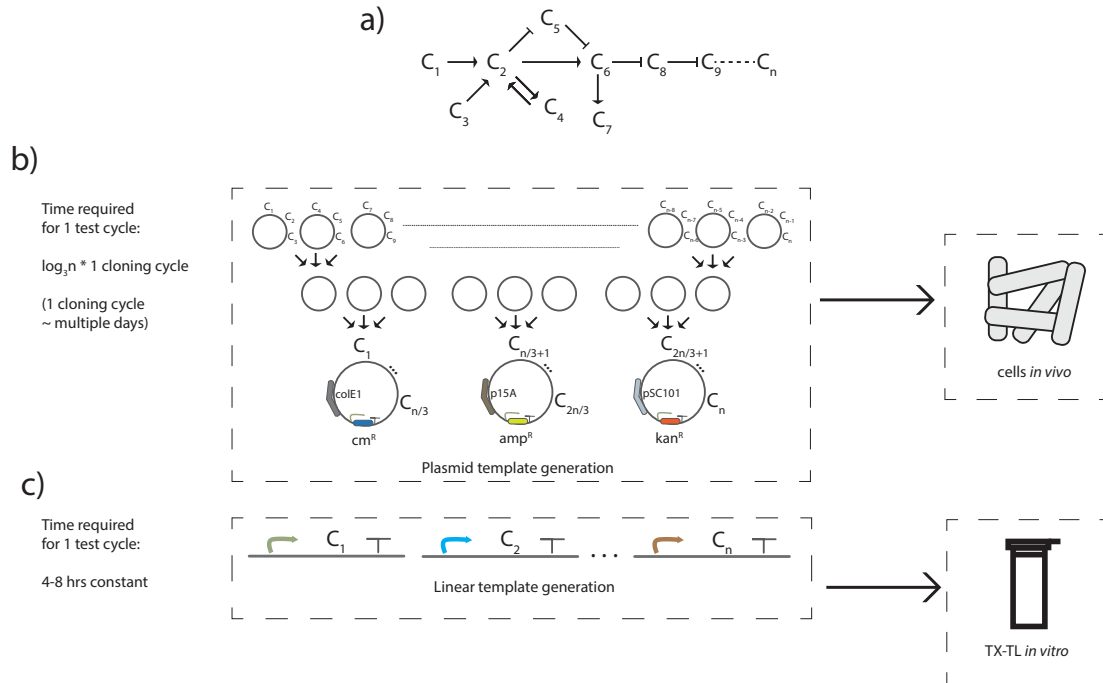 a)
C5
C1 C2 C6 C8 C9 Cn
C3 C4 C7
b)
Time required
for 1 test cycle:
log3n * 1 cloning cycle
(1 cloning cycle
~ multiple days)
C1 C2 C3 C4 C5 C6 C7 C8 C9
Cn-8 Cn-7 Cn-6 Cn-5 Cn-4 Cn-3 Cn-2 Cn-1 Cn
C1 Cn/3+1 C2n/3+1
colE1 p15A pSC101
Cn/3 C2n/3 Cn
cmR ampR kanR
Plasmid template generation
cells in vivo
c)
Time required
for 1 test cycle:
4-8 hrs constant
C1 C2 ... Cn
Linear template generation
TX-TL in vitro